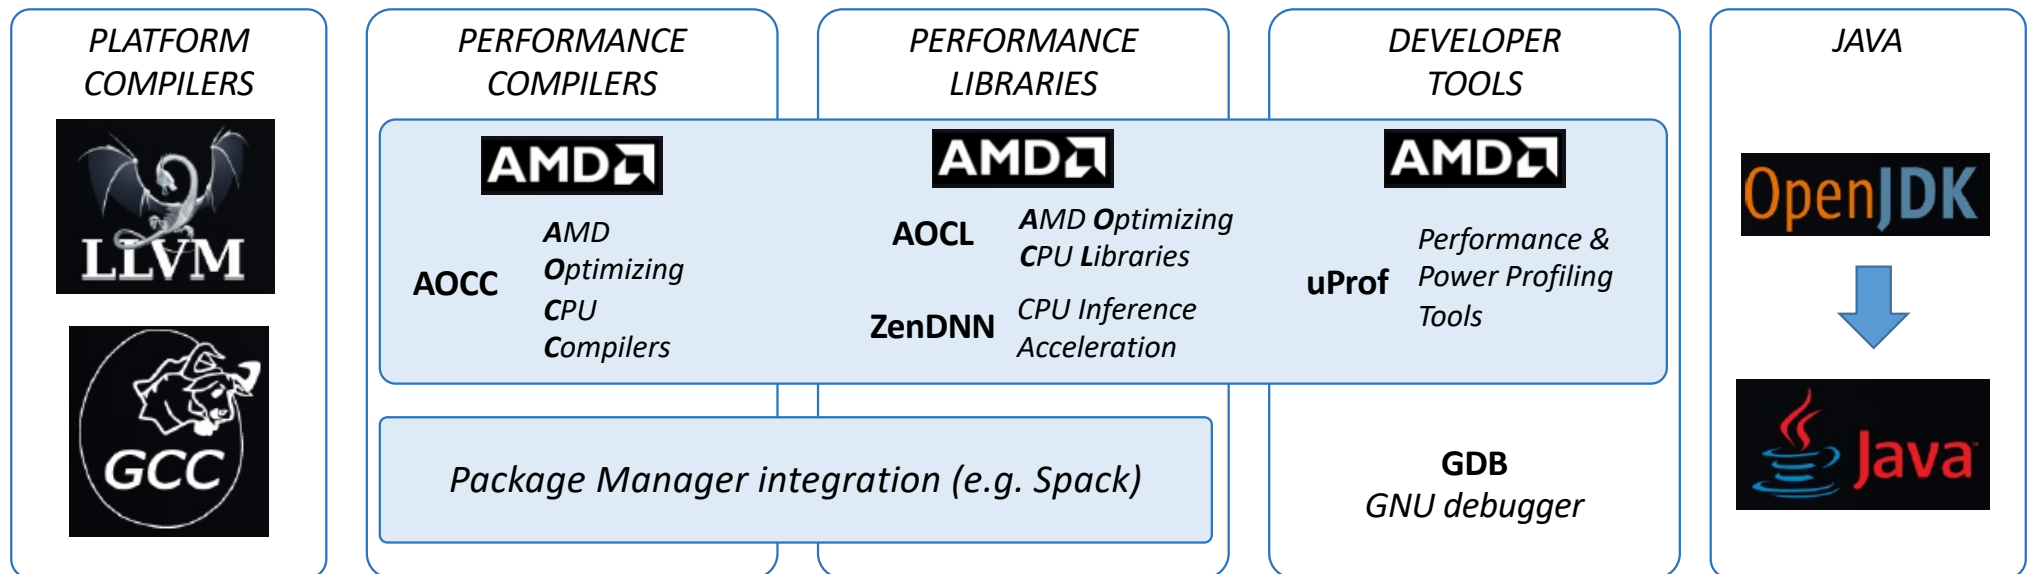 PLATFORM
COMPILERS
LLVM
GCC
PERFORMANCE
COMPILERS
AMD
AOCC
AMD
Optimizing
CPU
Compilers
PERFORMANCE
LIBRARIES
AMD
AOCL
AMD Optimizing
CPU Libraries
ZenDNN
CPU Inference
Acceleration
Package Manager integration (e.g. Spack)
DEVELOPER
TOOLS
AMD
uProf
Performance &
Power Profiling
Tools
GDB
GNU debugger
JAVA
OpenJDK
Java